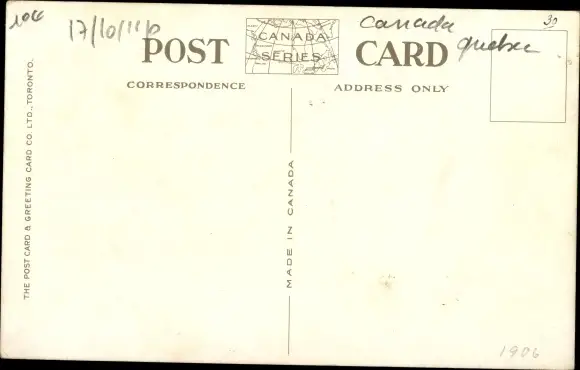 106
17/10/11/0
Canada
Quebec
30
POST CARD
CANADA
SERIES
CORRESPONDENCE
ADDRESS ONLY
THE POST CARD & GREETING CARD CO. LTD., TORONTO.
MADE IN CANADA
1906